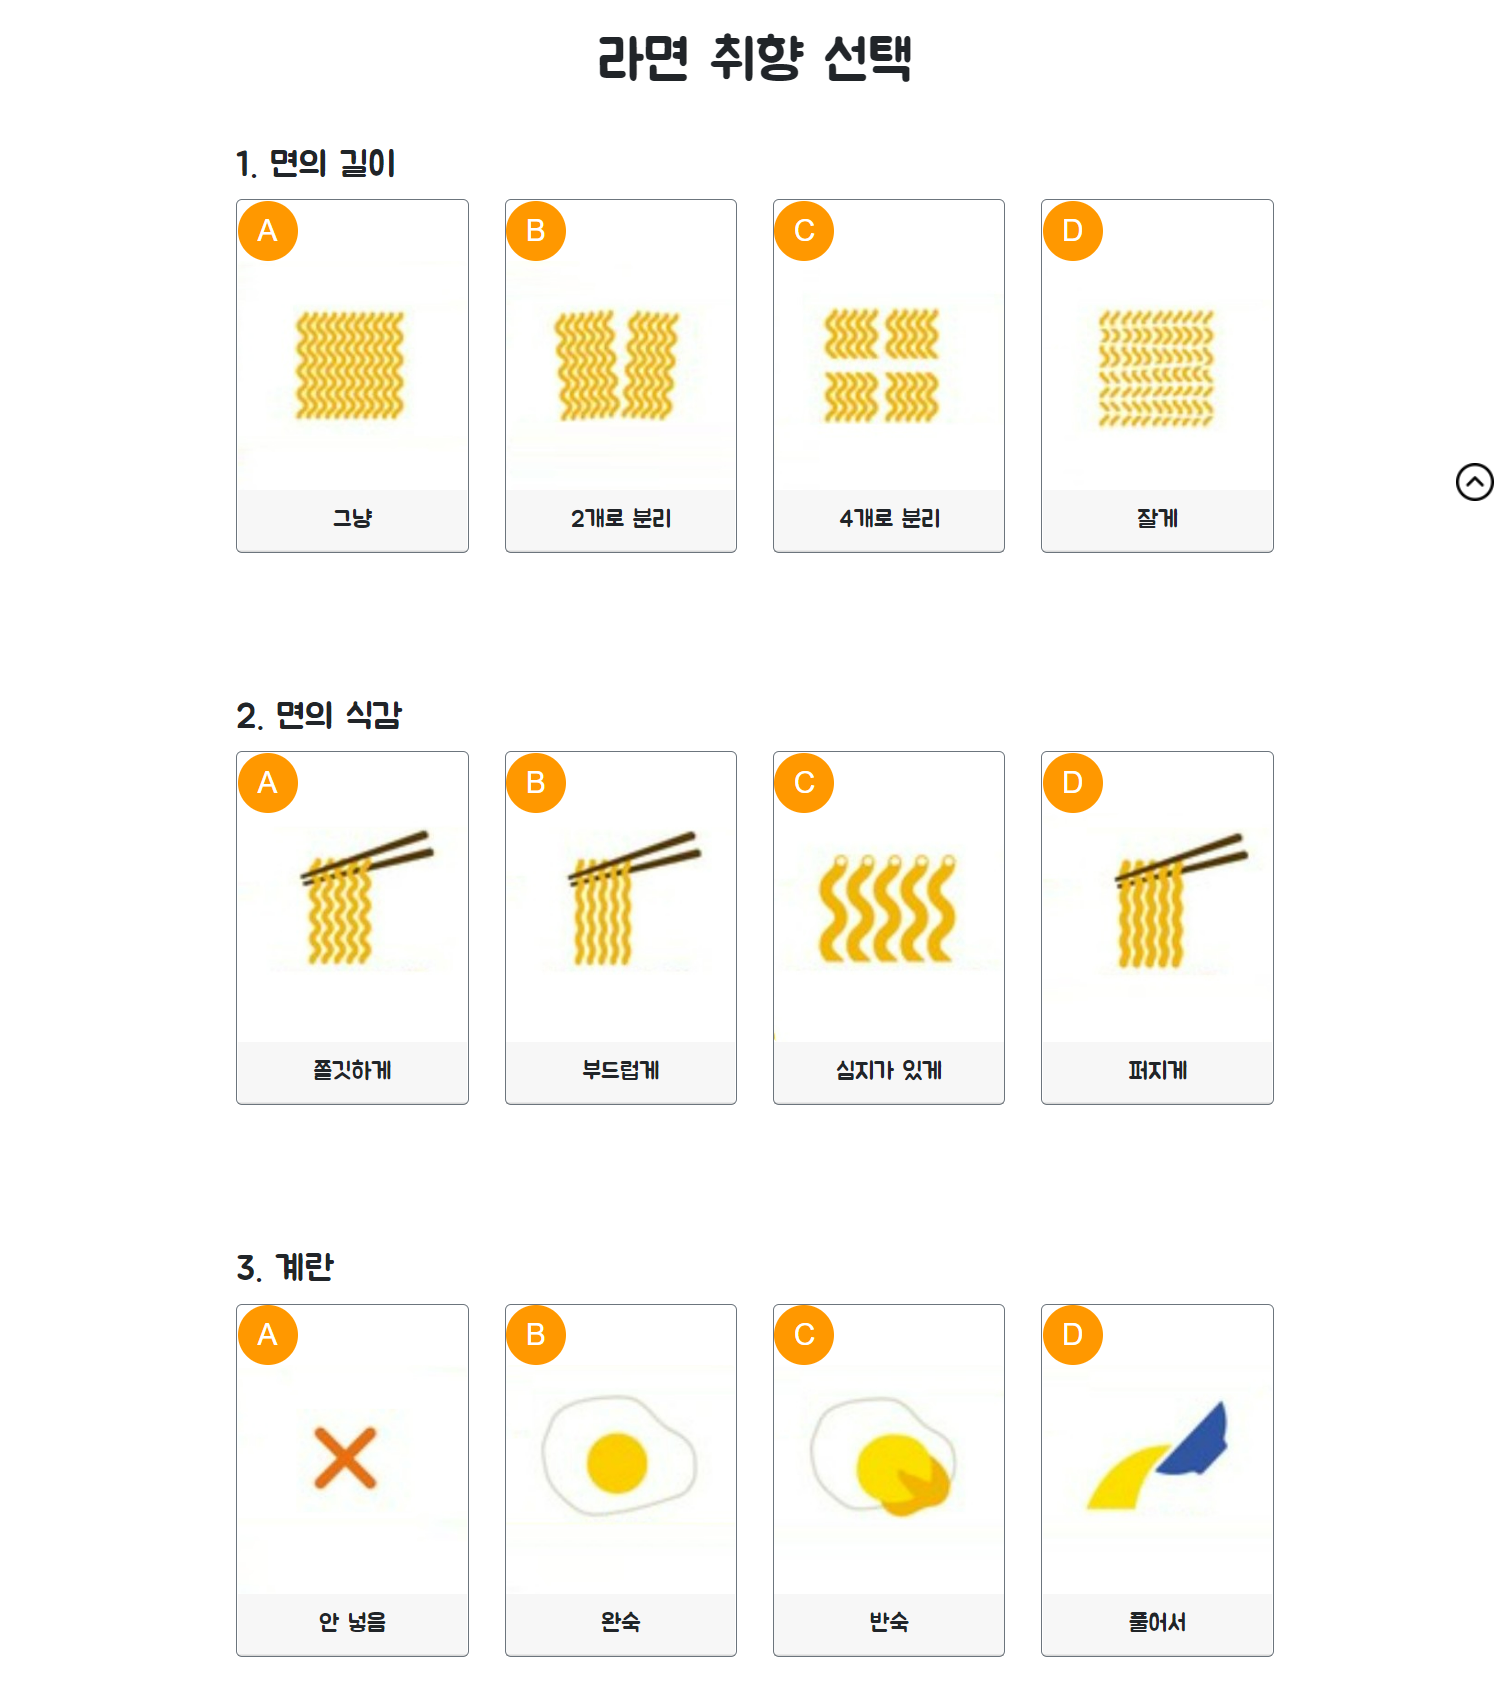 라면 취향 선택
1. 면의 길이
A
B
C
D
그냥
2개로 분리
4개로 분리
잘게
2. 면의 식감
A
B
C
D
쫄깃하게
부드럽게
심지가 있게
퍼지게
3. 계란
A
B
C
D
안 넣음
완숙
반숙
풀어서